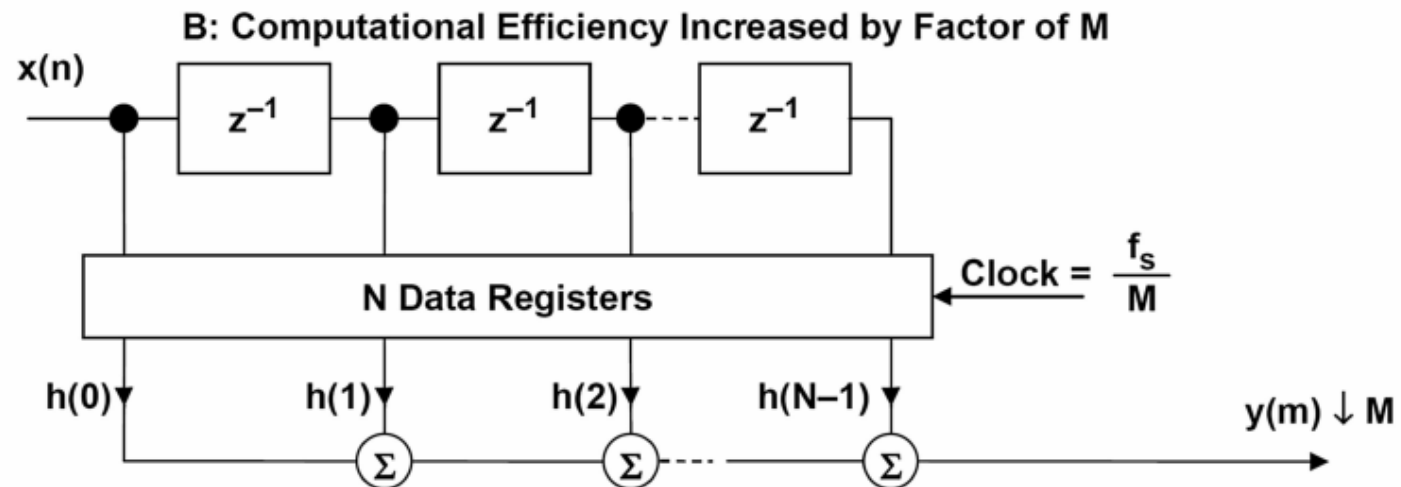 B: Computational Efficiency Increased by Factor of M
x(n)
z⁻¹
z⁻¹
z⁻¹
N Data Registers
Clock = fₛ/M
h(0)
h(1)
h(2)
h(N–1)
y(m) ↓ M
Σ
Σ
Σ